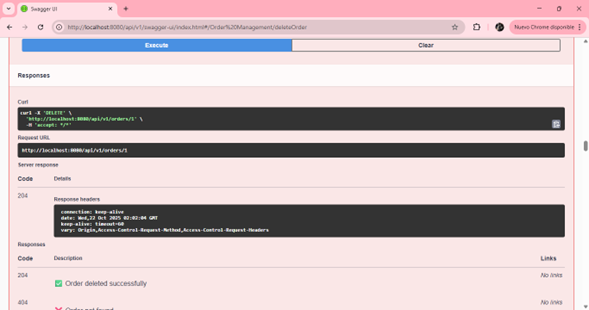 Swagger UI
Nuevo Chrome disponible
http://localhost:8080/api/v1/swagger-ui/index.html#/Order%20Management/deleteOrder
Execute
Clear
Responses
Curl
curl -X 'DELETE' \
'http://localhost:8080/api/v1/orders/1' \
-H 'accept: */*'
Request URL
http://localhost:8080/api/v1/orders/1
Server response
Code Details
204
Response headers
connection: keep-alive
date: Wed,22 Oct 2025 02:02:04 GMT
keep-alive: timeout=60
vary: Origin,Access-Control-Request-Method,Access-Control-Request-Headers
Responses
Code Description Links
204 No links
✅ Order deleted successfully
404 No links
❌ Order not found